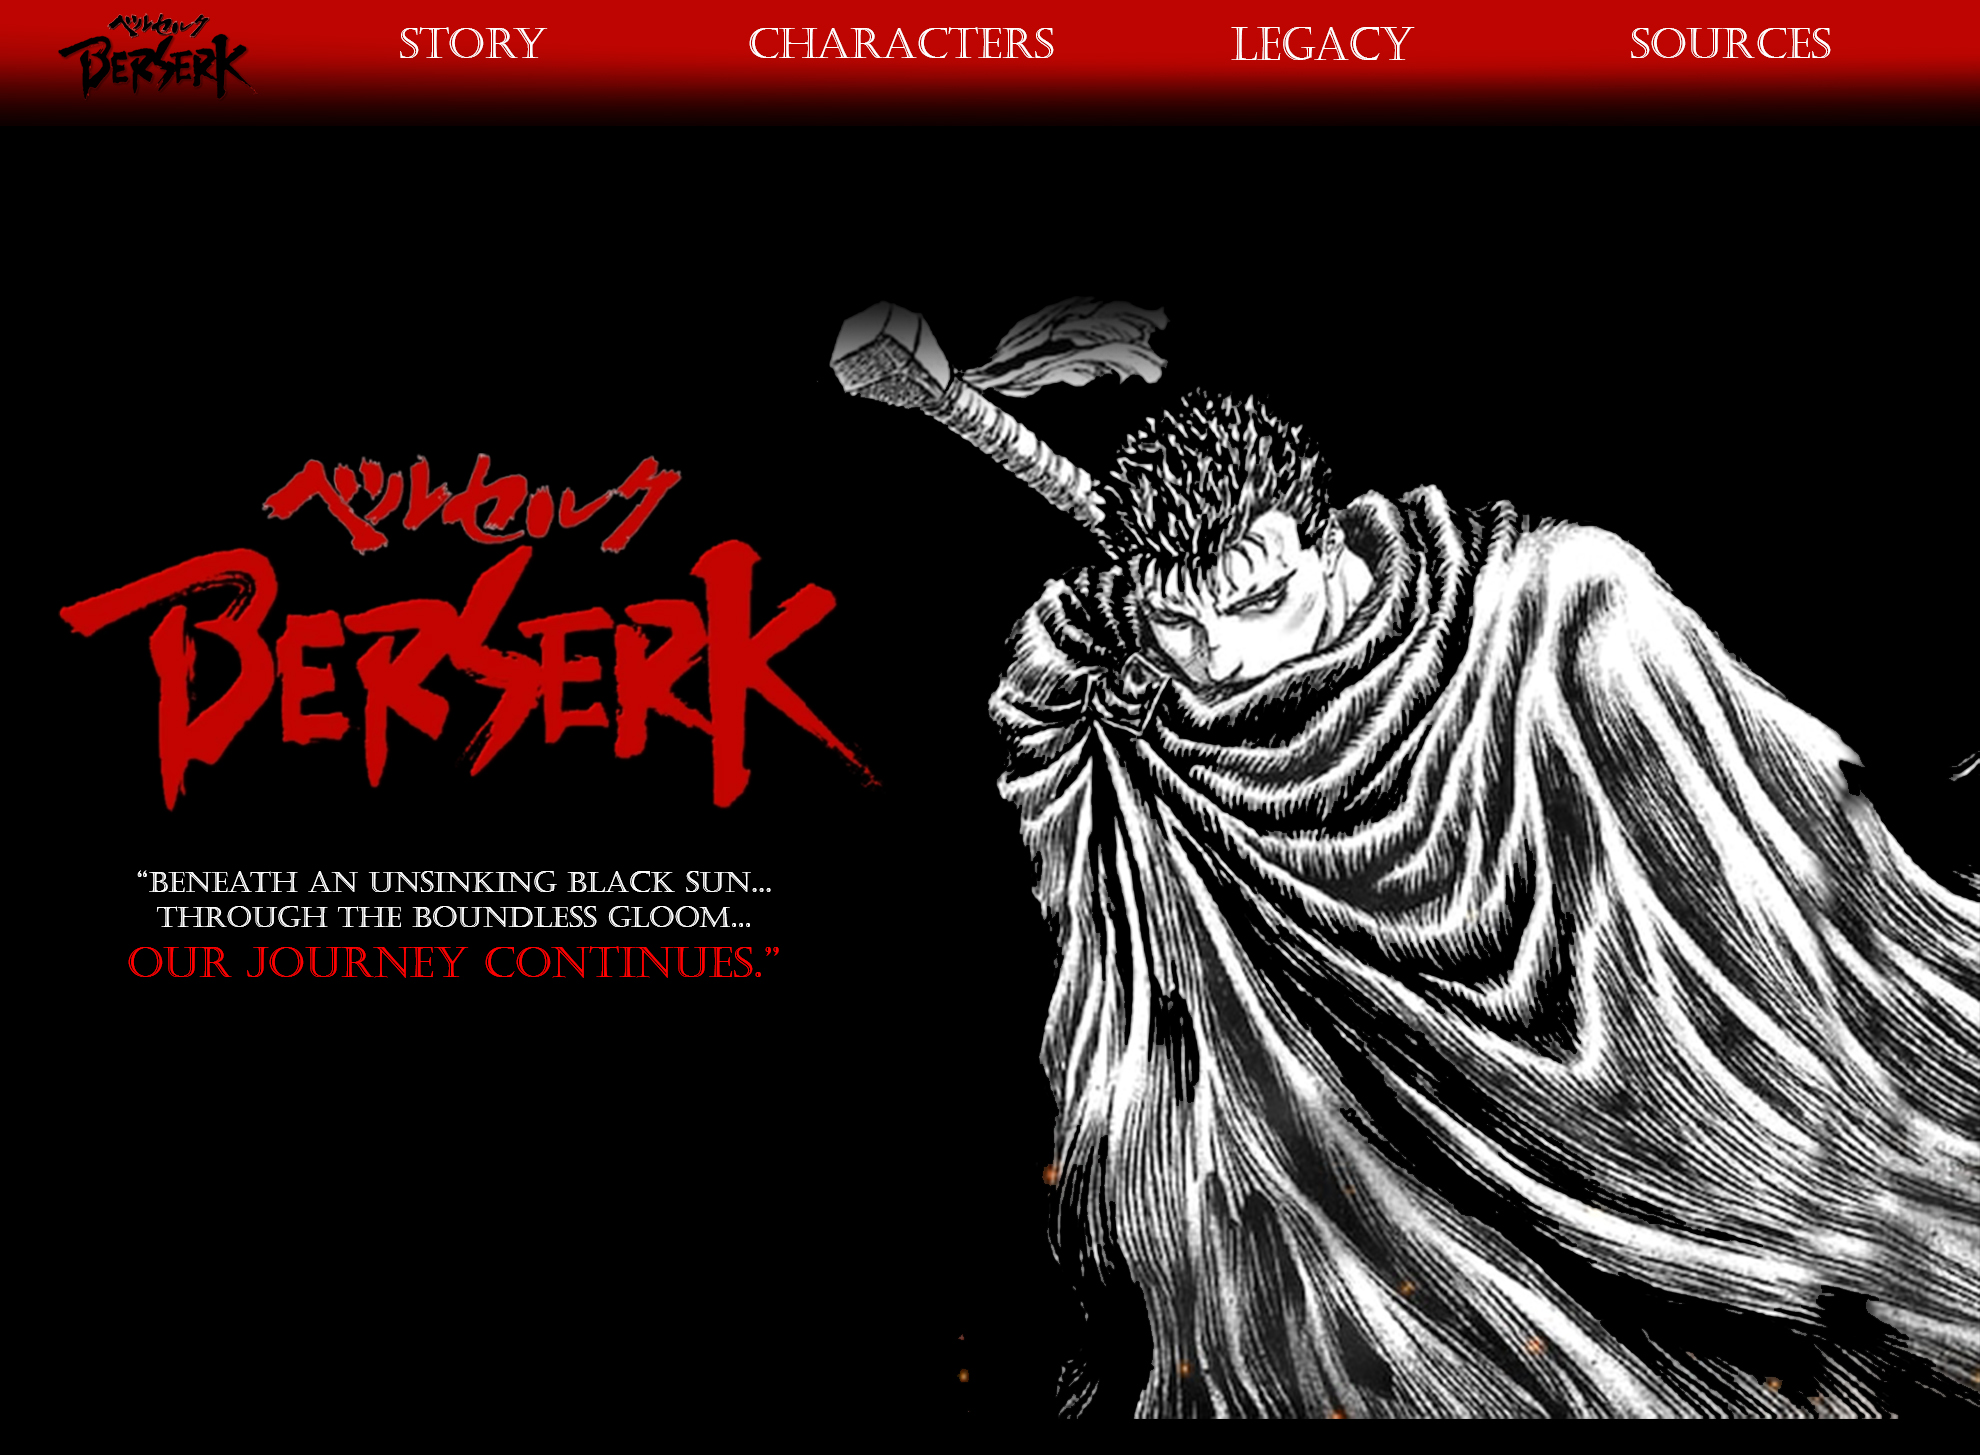 ベルセルク
BERSERK
STORY
CHARACTERS
LEGACY
SOURCES
ベルセルク
BERSERK
“BENEATH AN UNSINKING BLACK SUN...
THROUGH THE BOUNDLESS GLOOM...
OUR JOURNEY CONTINUES.”